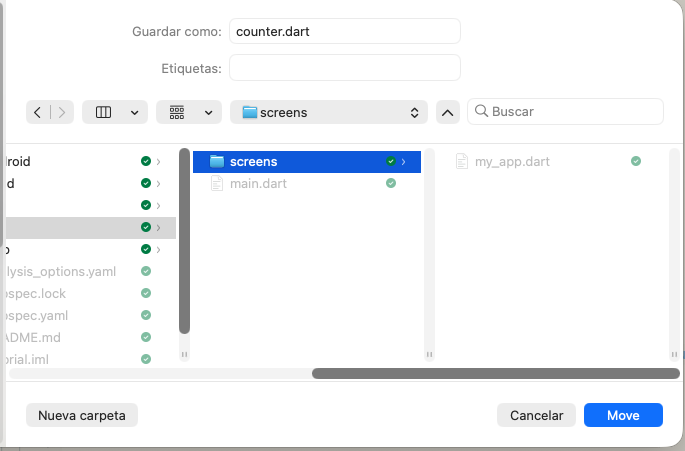 Guardar como: counter.dart
Etiquetas:
screens
Buscar
droid
d
screens
my_app.dart
main.dart
lysis_options.yaml
ospec.lock
ospec.yaml
ADME.md
orial.iml
Nueva carpeta
Cancelar
Move